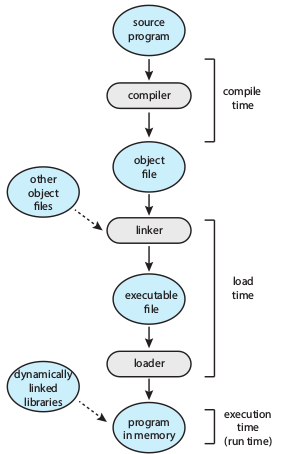 source
program
compiler
compile
time
object
file
other
object
files
linker
executable
file
load
time
loader
dynamically
linked
libraries
program
in memory
execution
time
(run time)